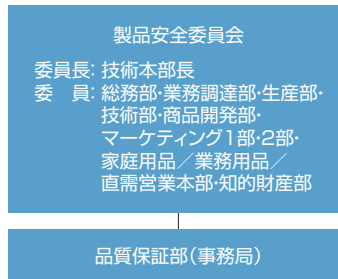 製品安全委員会
委員長：技術本部長
委　員：総務部・業務調達部・生産部・
技術部・商品開発部・
マーケティング1部・2部・
家庭用品／業務用品／
直需営業本部・知的財産部
品質保証部（事務局）